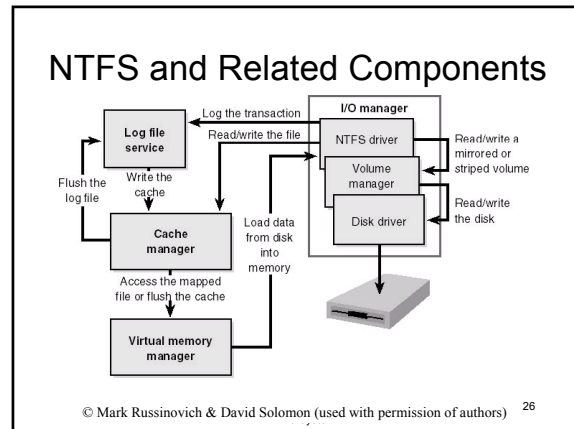 NTFS and Related Components
I/O manager
Log the transaction
Log file
service
NTFS driver
Read/write the file
Read/write a
mirrored or
striped volume
Flush the
log file
Write the
cache
Volume
manager
Read/write
the disk
Cache
manager
Load data
from disk
into
memory
Disk driver
Access the mapped
file or flush the cache
Virtual memory
manager
© Mark Russinovich & David Solomon (used with permission of authors)
26